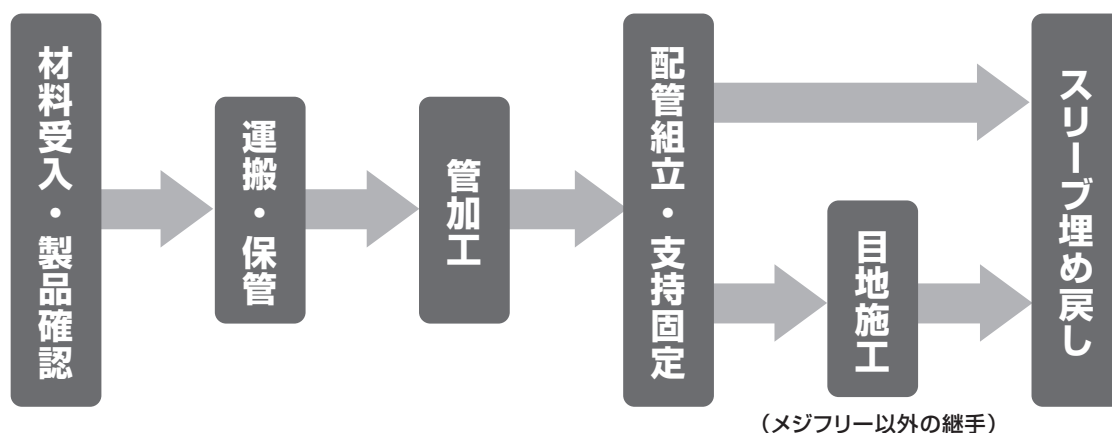 材料受入・製品確認
運搬・保管
管加工
配管組立・支持固定
目地施工
（メジフリー以外の継手）
スリーブ埋め戻し